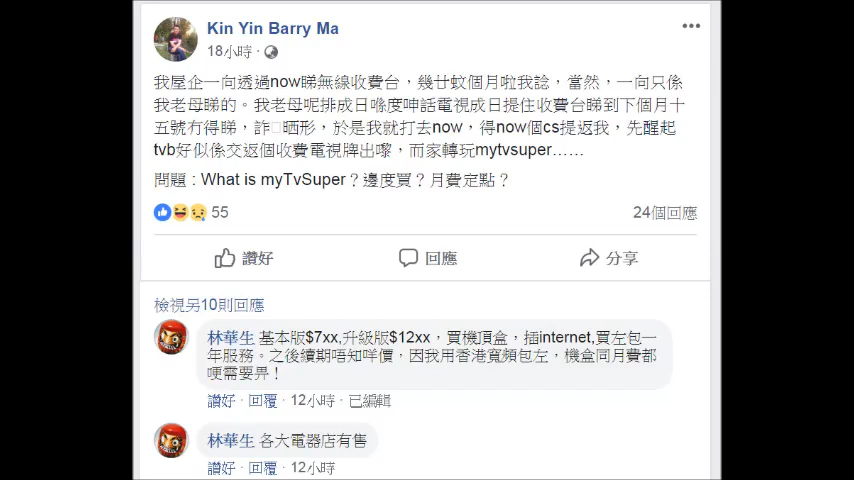 Kin Yin Barry Ma
18小時 ·
我屋企一向透過now睇無線收費台，幾廿蚊個月啦我諗，當然，一向只係
我老母睇的。我老母呢排成日喺度呻話電視成日提住收費台睇到下個月十
五號冇得睇，詐□晒形，於是我就打去now，得now個cs提返我，先醒起
tvb好似係交返個收費電視牌出嚟，而家轉玩mytvsuper……
問題：What is myTvSuper？邊度買？月費定點？
55
24個回應
讚好
回應
分享
檢視另10則回應
林華生 基本版$7xx,升級版$12xx，買機頂盒，插internet,買左包一
年服務。之後續期唔知咩價，因我用香港寬頻包左，機盒同月費都
哽需要畀！
讚好 · 回覆 · 12小時 · 已編輯
林華生 各大電器店有售
讚好 · 回覆 · 12小時